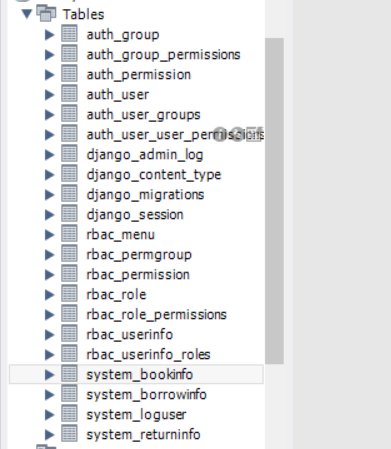 Tables
auth_group
auth_group_permissions
auth_permission
auth_user
auth_user_groups
auth_user_user_permissions
django_admin_log
django_content_type
django_migrations
django_session
rbac_menu
rbac_permgroup
rbac_permission
rbac_role
rbac_role_permissions
rbac_userinfo
rbac_userinfo_roles
system_bookinfo
system_borrowinfo
system_loguser
system_returninfo